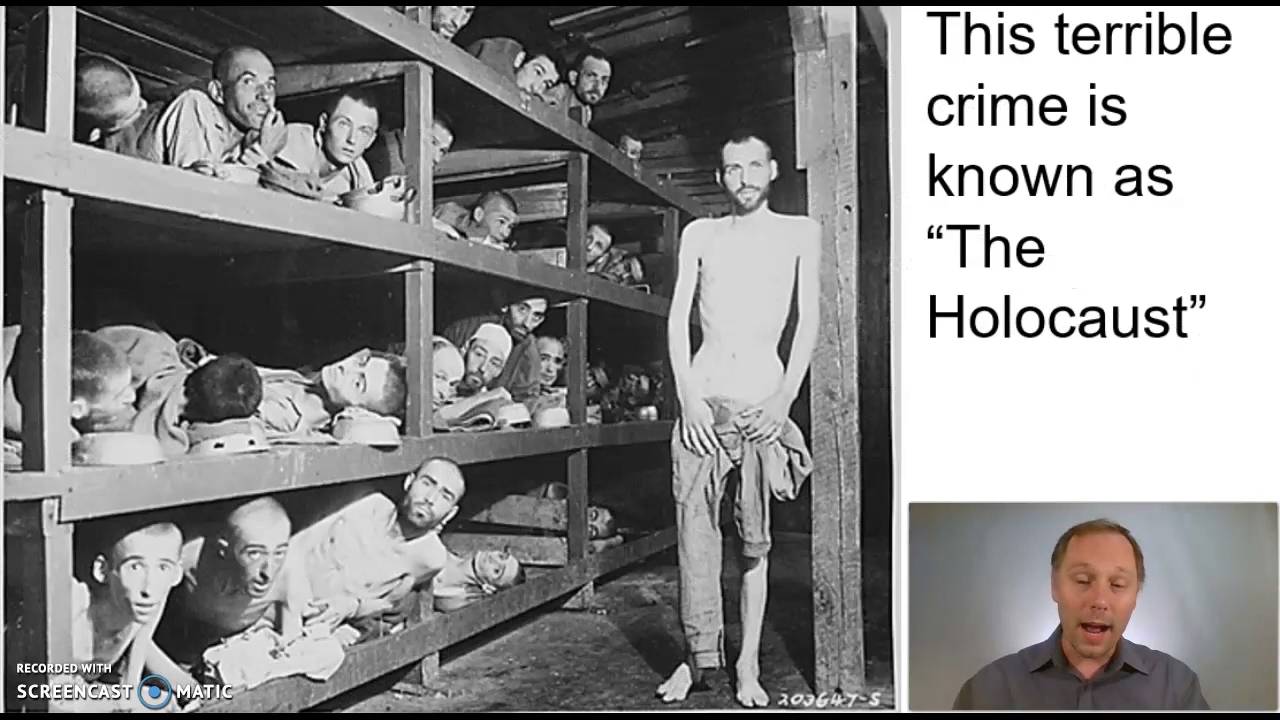 This terrible
crime is
known as
“The
Holocaust”
RECORDED WITH
SCREENCAST MATIC
203647-S